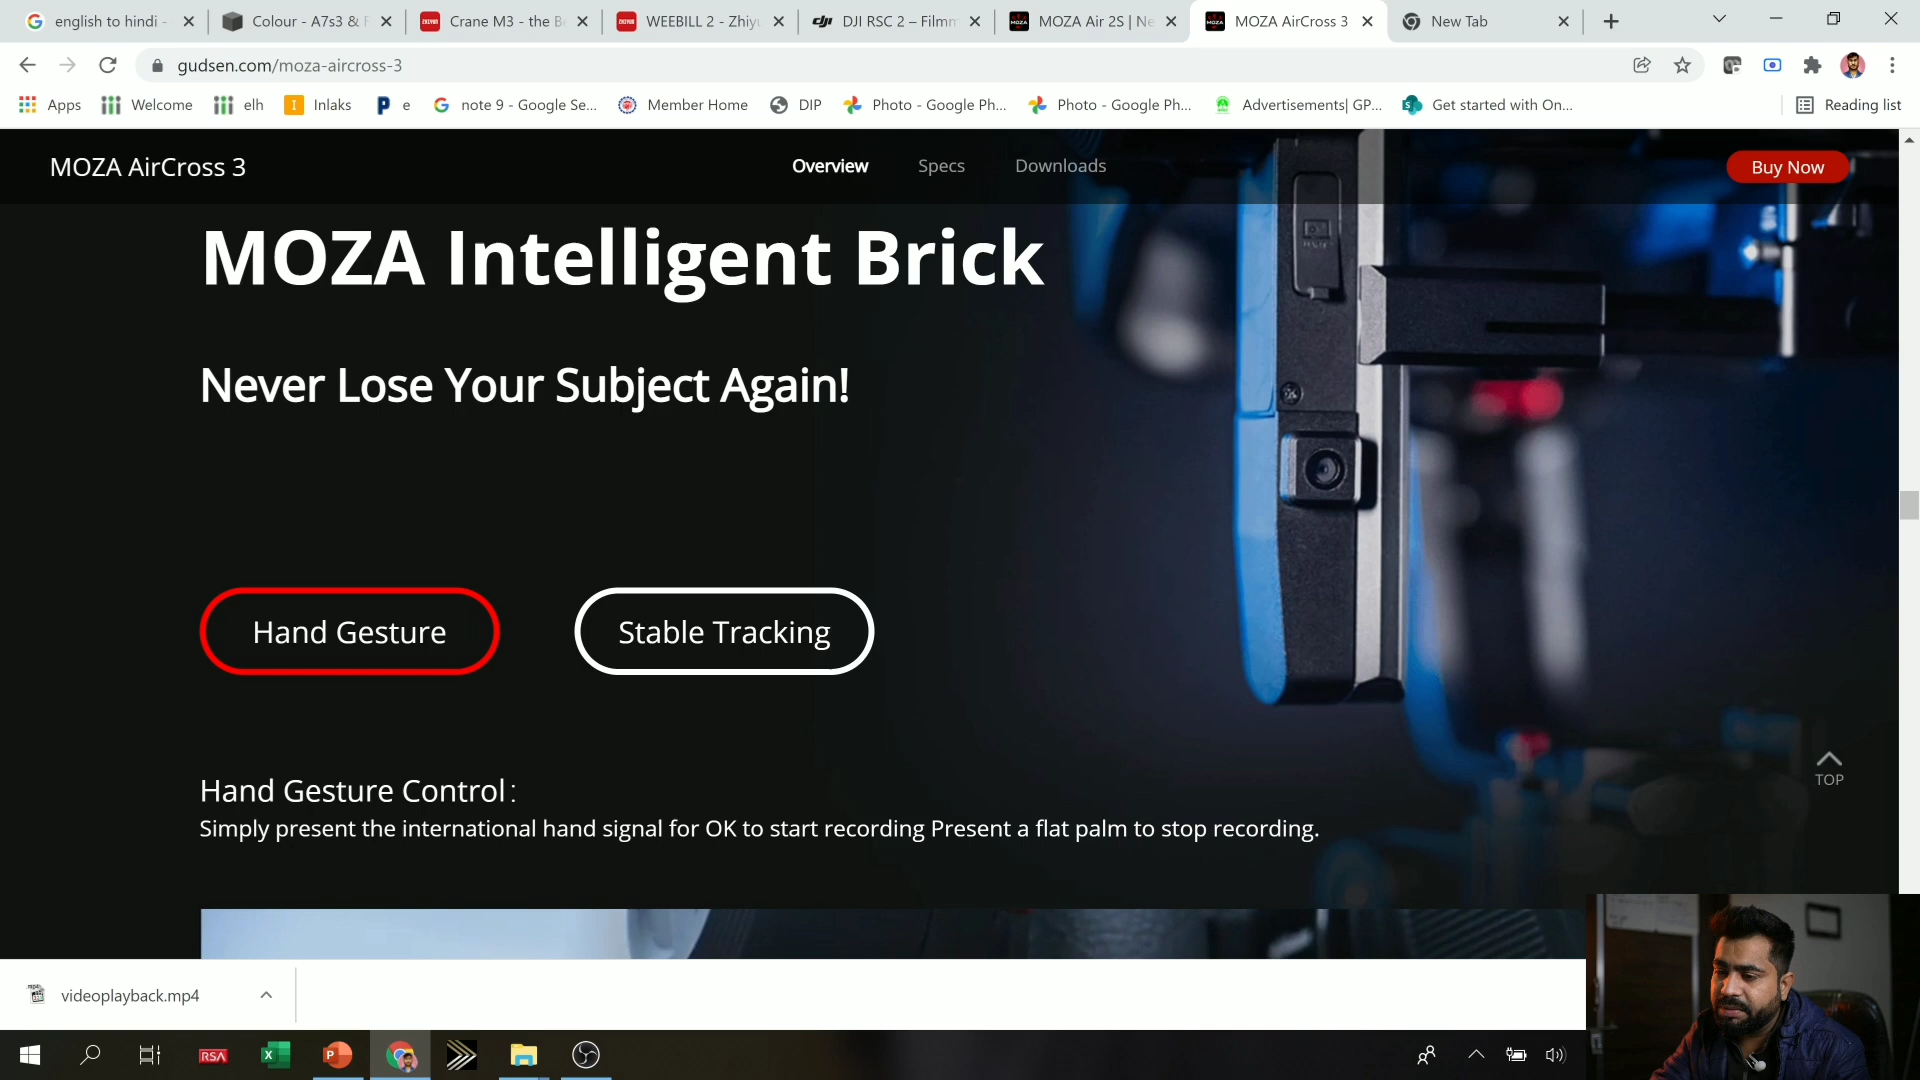 english to hindi -
Colour - A7s3 & F
Crane M3 - the Be
WEEBILL 2 - Zhiyu
DJI RSC 2 – Filmm
MOZA Air 2S | Ne
MOZA AirCross 3
New Tab
gudsen.com/moza-aircross-3
Apps
Welcome
elh
Inlaks
e
note 9 - Google Se...
Member Home
DIP
Photo - Google Ph...
Photo - Google Ph...
Advertisements| GP...
Get started with On...
Reading list
MOZA AirCross 3
Overview
Specs
Downloads
Buy Now
MOZA Intelligent Brick
Never Lose Your Subject Again!
Hand Gesture
Stable Tracking
TOP
Hand Gesture Control :
Simply present the international hand signal for OK to start recording Present a flat palm to stop recording.
videoplayback.mp4
RSA